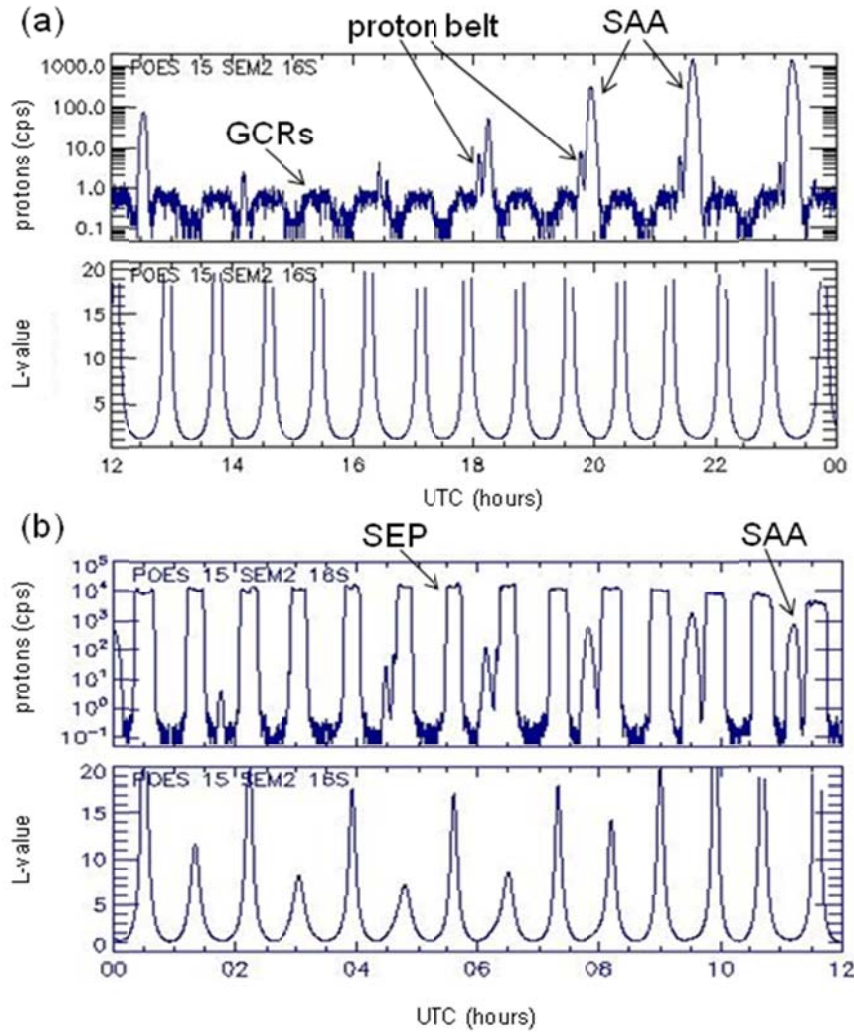 (a)
proton belt
SAA
POES 15 SEM2 16S
GCRs
protons (cps)
1000.0
100.0
10.0
1.0
0.1
POES 15 SEM2 16S
L-value
20
15
10
5
12 14 16 18 20 22 00
UTC (hours)
(b)
SEP
SAA
POES 15 SEM2 16S
protons (cps)
10⁵
10⁴
10³
10²
10¹
10⁰
10⁻¹
POES 15 SEM2 16S
L-value
20
15
10
5
0
00 02 04 06 08 10 12
UTC (hours)